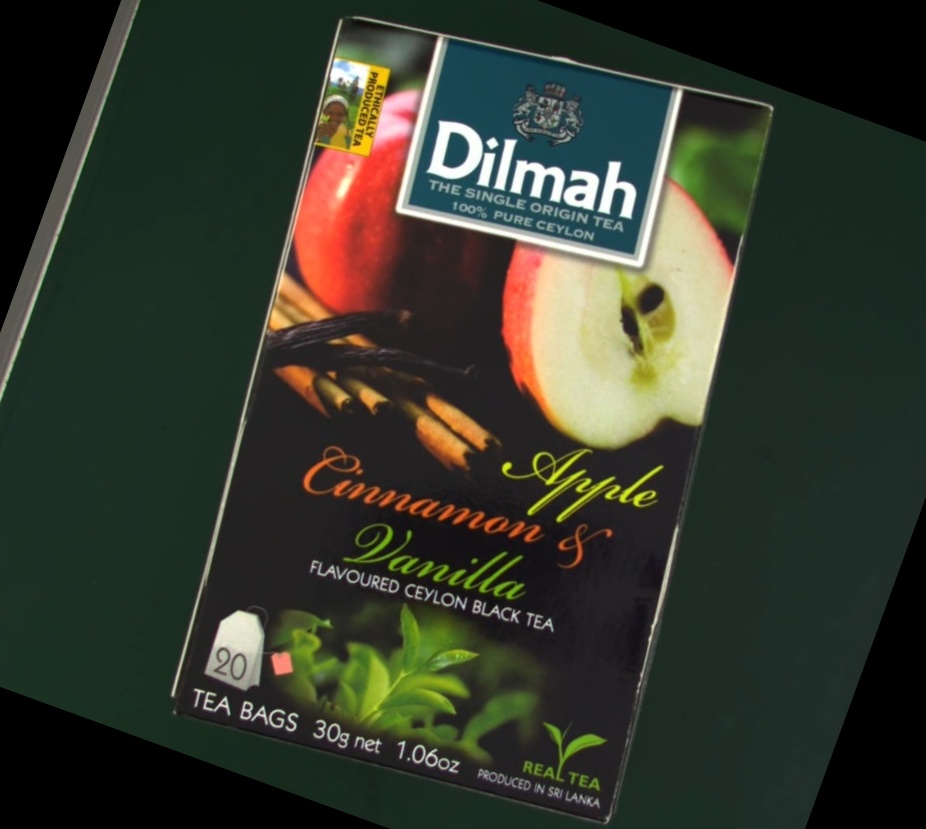 ETHICALLY
PRODUCED TEA
Dilmah
THE SINGLE ORIGIN TEA
100% PURE CEYLON
Apple
Cinnamon &
Vanilla
FLAVOURED CEYLON BLACK TEA
20
TEA BAGS 30g net 1.06oz
REAL TEA
PRODUCED IN SRI LANKA